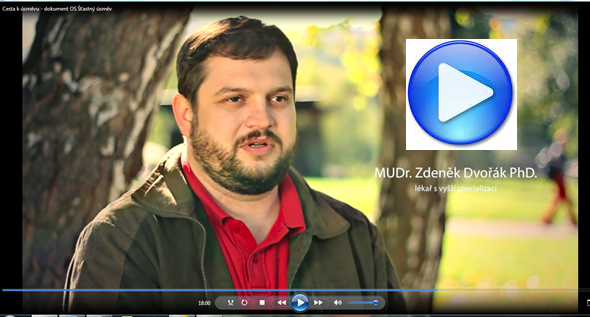 Cesta k úsměvu - dokument OS Šťastný úsměv
MUDr. Zdeněk Dvořák PhD.
lékař s vyšší specializací
18:00